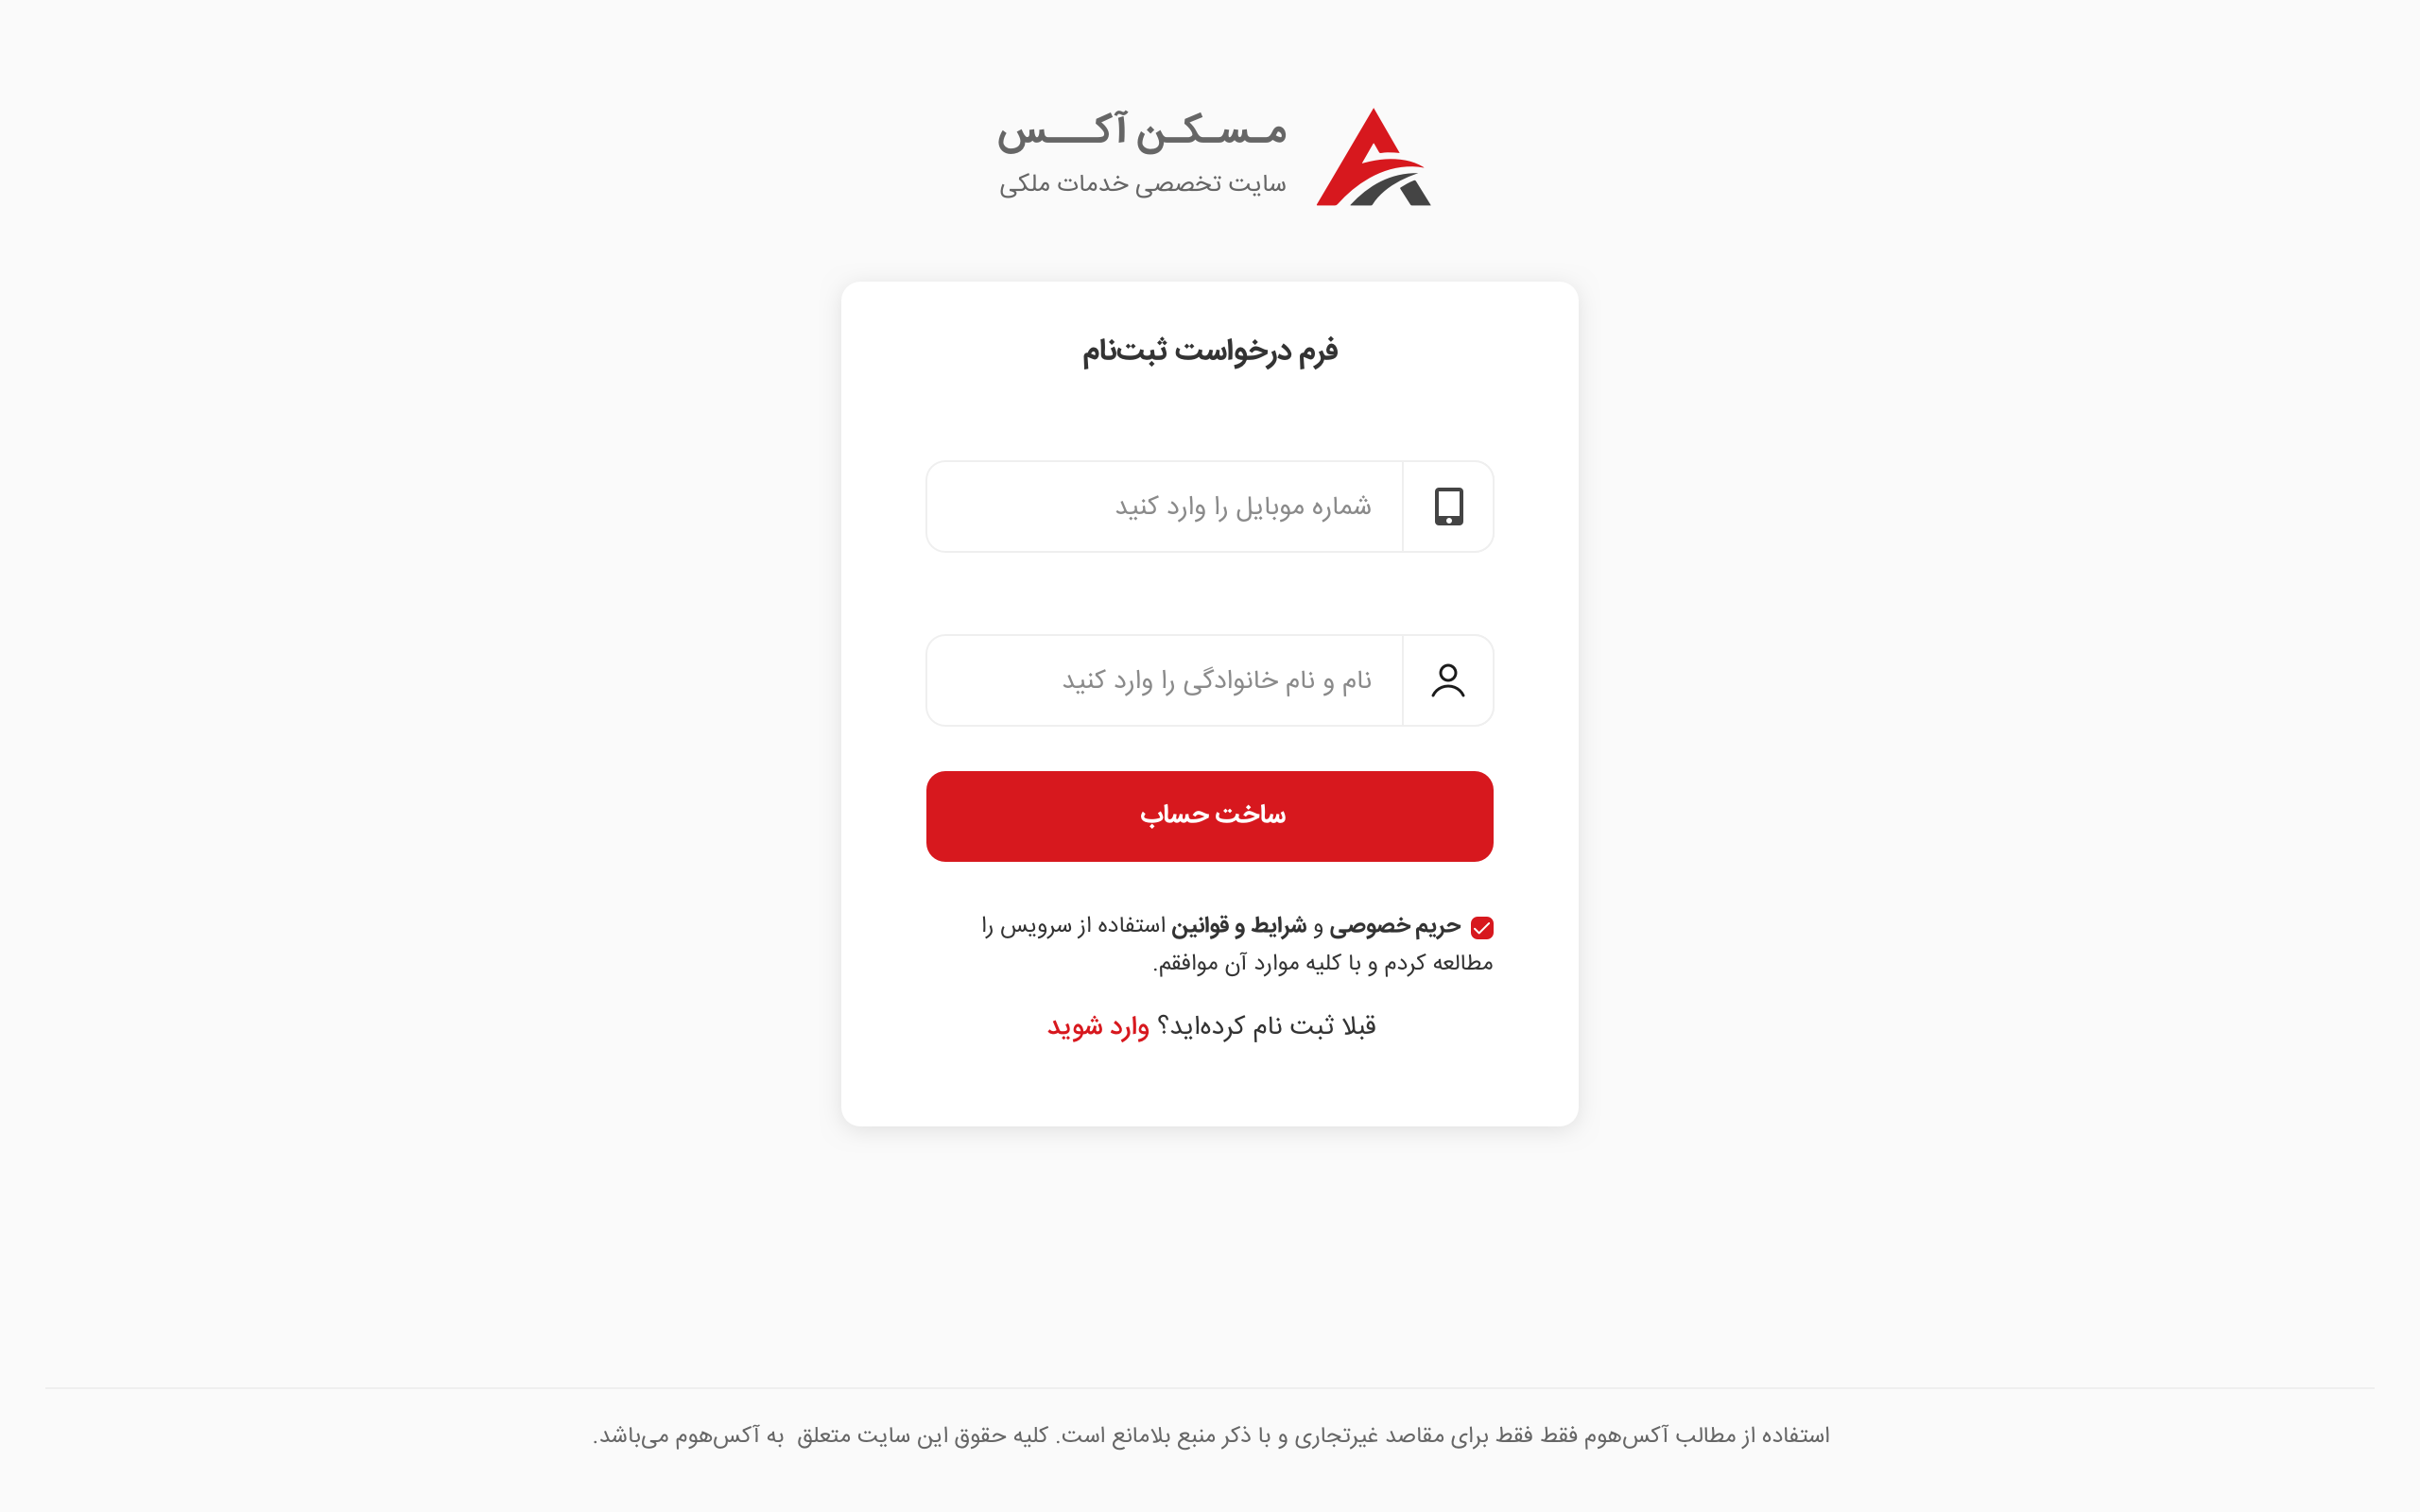 مـسـکـن آکــــس
سایت تخصصی خدمات ملکی
فرم درخواست ثبت‌نام
شماره موبایل را وارد کنید
نام و نام خانوادگی را وارد کنید
ساخت حساب
حریم خصوصی و شرایط و قوانین استفاده از سرویس را
مطالعه کردم و با کلیه موارد آن موافقم.
قبلا ثبت نام کرده‌اید؟ وارد شوید
استفاده از مطالب آکس‌هوم فقط فقط برای مقاصد غیرتجاری و با ذکر منبع بلامانع است. کلیه حقوق این سایت متعلق به آکس‌هوم می‌باشد.